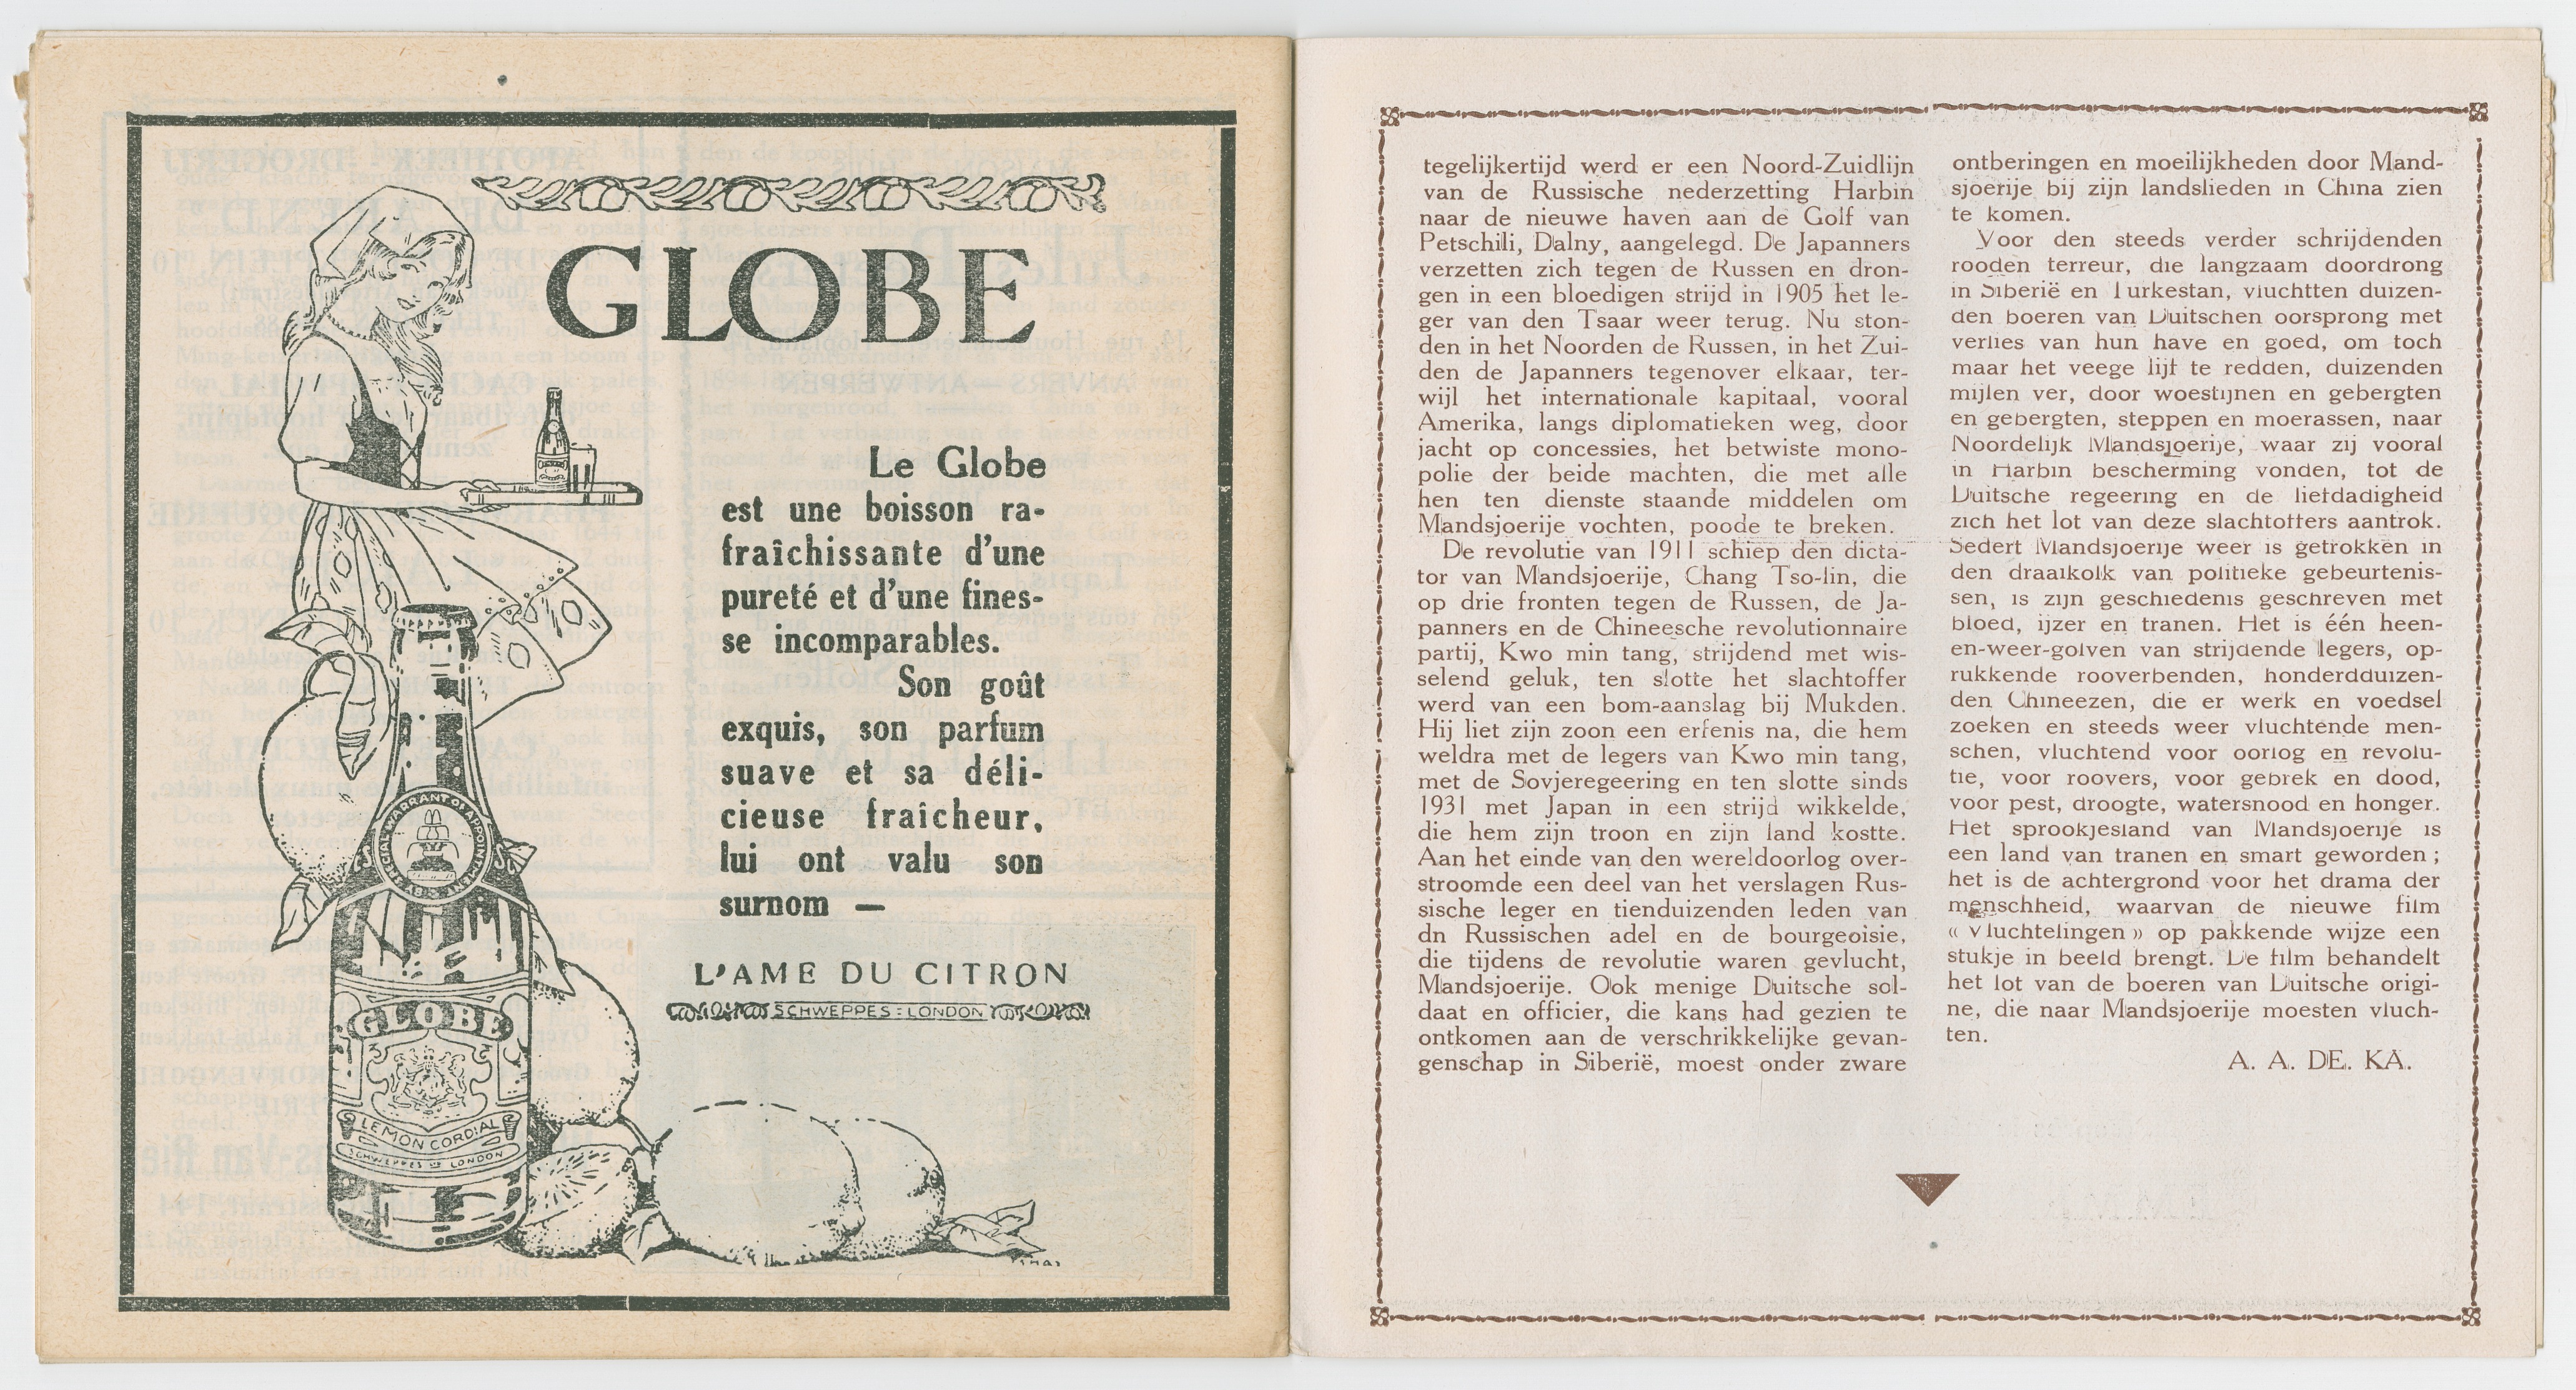 GLOBE
Le Globe
est une boisson ra-
fraîchissante d'une
pureté et d'une fines-
se incomparables.
Son goût
exquis, son parfum
suave et sa déli-
cieuse fraîcheur,
lui ont valu son
surnom —
L'AME DU CITRON
SCHWEPPES : LONDON
SPECIAL WARRANT OF APPOINTMENT
GLOBE
LEMON CORDIAL
SCHWEPPES LONDON
tegelijkertijd werd er een Noord-Zuidlijn
van de Russische nederzetting Harbin
naar de nieuwe haven aan de Golf van
Petschili, Dalny, aangelegd. De Japanners
verzetten zich tegen de Russen en dron-
gen in een bloedigen strijd in 1905 het le-
ger van den Tsaar weer terug. Nu ston-
den in het Noorden de Russen, in het Zui-
den de Japanners tegenover elkaar, ter-
wijl het internationale kapitaal, vooral
Amerika, langs diplomatieken weg, door
jacht op concessies, het betwiste mono-
polie der beide machten, die met alle
hen ten dienste staande middelen om
Mandsjoerije vochten, poode te breken.
De revolutie van 1911 schiep den dicta-
tor van Mandsjoerije, Chang Tso-lin, die
op drie fronten tegen de Russen, de Ja-
panners en de Chineesche revolutionnaire
partij, Kwo min tang, strijdend met wis-
selend geluk, ten slotte het slachtoffer
werd van een bom-aanslag bij Mukden.
Hij liet zijn zoon een erfenis na, die hem
weldra met de legers van Kwo min tang,
met de Sovjeregeering en ten slotte sinds
1931 met Japan in een strijd wikkelde,
die hem zijn troon en zijn land kostte.
Aan het einde van den wereldoorlog over-
stroomde een deel van het verslagen Rus-
sische leger en tienduizenden leden van
dn Russischen adel en de bourgeoisie,
die tijdens de revolutie waren gevlucht,
Mandsjoerije. Ook menige Duitsche sol-
daat en officier, die kans had gezien te
ontkomen aan de verschrikkelijke gevan-
genschap in Siberië, moest onder zware
ontberingen en moeilijkheden door Mand-
sjoerije bij zijn landslieden in China zien
te komen.
Voor den steeds verder schrijdenden
rooden terreur, die langzaam doordrong
in Siberië en Turkestan, vluchtten duizen-
den boeren van Duitschen oorsprong met
verlies van hun have en goed, om toch
maar het veege lijf te redden, duizenden
mijlen ver, door woestijnen en gebergten
en gebergten, steppen en moerassen, naar
Noordelijk Mandsjoerije, waar zij vooral
in Harbin bescherming vonden, tot de
Duitsche regeering en de liefdadigheid
zich het lot van deze slachtoffers aantrok.
Sedert Mandsjoerije weer is getrokken in
den draaikolk van politieke gebeurtenis-
sen, is zijn geschiedenis geschreven met
bloed, ijzer en tranen. Het is één heen-
en-weer-golven van strijdende legers, op-
rukkende rooverbenden, honderdduizen-
den Chineezen, die er werk en voedsel
zoeken en steeds weer vluchtende men-
schen, vluchtend voor oorlog en revolu-
tie, voor roovers, voor gebrek en dood,
voor pest, droogte, watersnood en honger.
Het sprookjesland van Mandsjoerije is
een land van tranen en smart geworden ;
het is de achtergrond voor het drama der
menschheid, waarvan de nieuwe film
« Vluchtelingen » op pakkende wijze een
stukje in beeld brengt. De film behandelt
het lot van de boeren van Duitsche origi-
ne, die naar Mandsjoerije moesten vluch-
ten.
A. A. DE. KA.